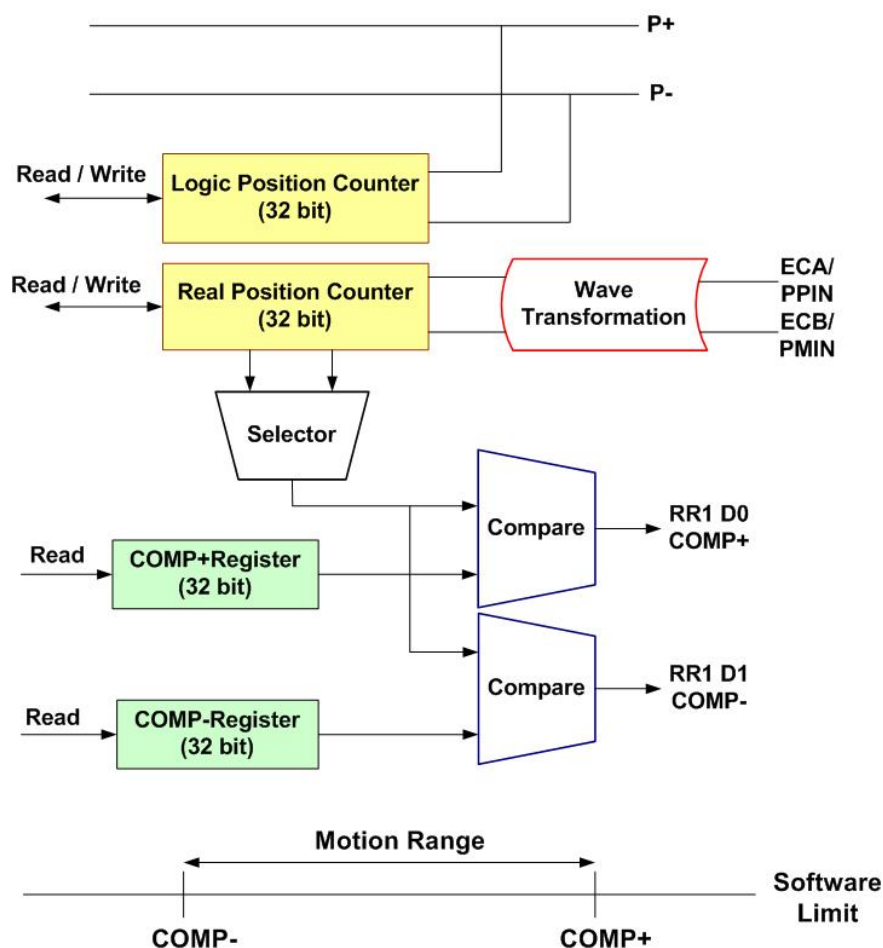 P+
P-
Read / Write
Logic Position Counter
(32 bit)
Read / Write
Real Position Counter
(32 bit)
Wave
Transformation
ECA/
PPIN
ECB/
PMIN
Selector
Compare
RR1 D0
COMP+
Read
COMP+Register
(32 bit)
Compare
RR1 D1
COMP-
Read
COMP-Register
(32 bit)
Motion Range
Software
Limit
COMP-
COMP+